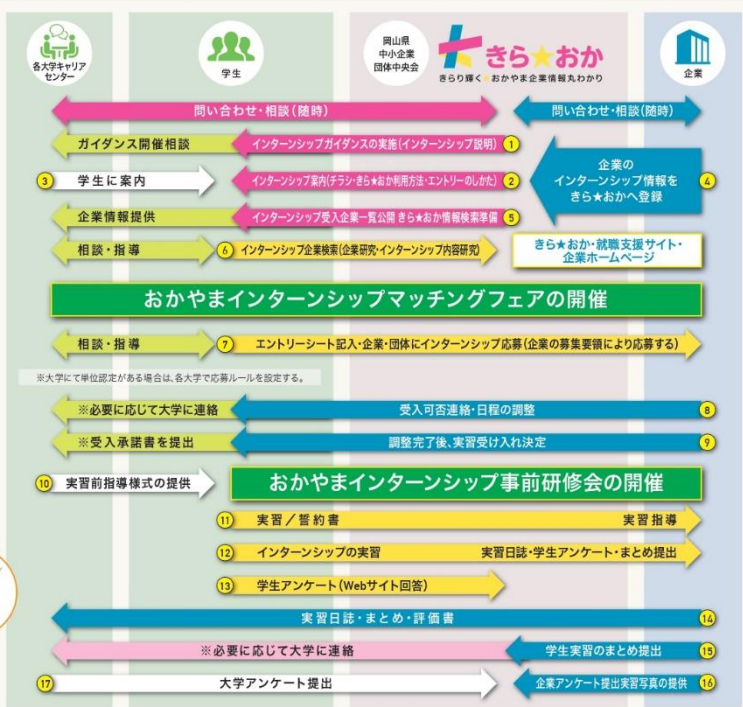 各大学キャリア
センター
学生
岡山県
中小企業
団体中央会
きら★おか
きらり輝く★おかやま企業情報丸わかり
企業
問い合わせ・相談(随時)
問い合わせ・相談(随時)
ガイダンス開催相談
インターンシップガイダンスの実施(インターンシップ説明)
1
3
学生に案内
インターンシップ案内(チラシ・きら★おか利用方法・エントリーのしかた)
2
企業の
インターンシップ情報を
きら★おかへ登録
4
企業情報提供
インターンシップ受入企業一覧公開 きら★おか情報検索準備
5
相談・指導
6
インターンシップ企業検索(企業研究・インターンシップ内容研究)
きら★おか・就職支援サイト・
企業ホームページ
おかやまインターンシップマッチングフェアの開催
相談・指導
7
エントリーシート記入・企業・団体にインターンシップ応募(企業の募集要領により応募する)
※大学にて単位認定がある場合は、各大学で応募ルールを設定する。
※必要に応じて大学に連絡
受入可否連絡・日程の調整
8
※受入承諾書を提出
調整完了後、実習受け入れ決定
9
10
実習前指導様式の提供
おかやまインターンシップ事前研修会の開催
11
実習/誓約書
実習指導
12
インターンシップの実習
実習日誌・学生アンケート・まとめ提出
13
学生アンケート(Webサイト回答)
実習日誌・まとめ・評価書
14
※必要に応じて大学に連絡
学生実習のまとめ提出
15
17
大学アンケート提出
企業アンケート提出実習写真の提供
16